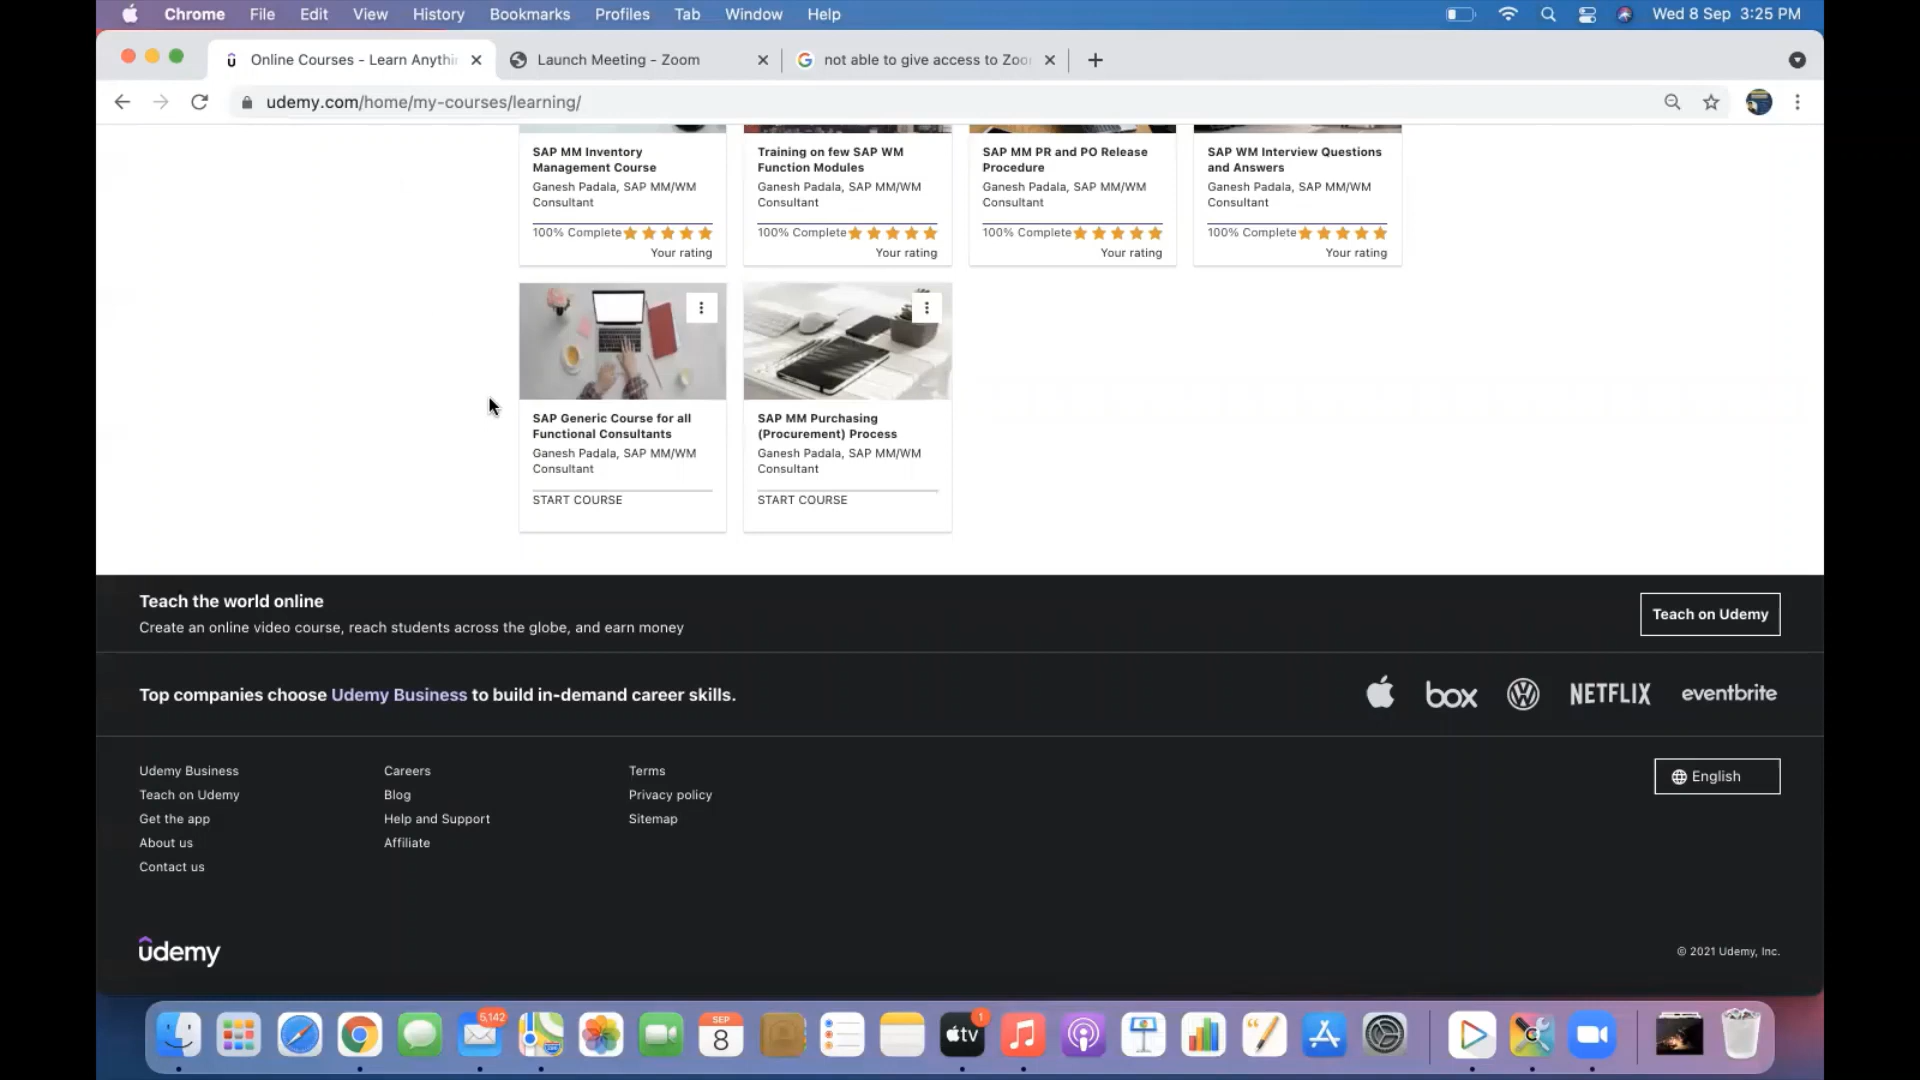 Chrome File Edit View History Bookmarks Profiles Tab Window Help
Wed 8 Sep 3:25 PM
Online Courses - Learn Anythi
Launch Meeting - Zoom
not able to give access to Zoo
udemy.com/home/my-courses/learning/
SAP MM Inventory
Management Course
Ganesh Padala, SAP MM/WM
Consultant
100% Complete
Your rating
Training on few SAP WM
Function Modules
Ganesh Padala, SAP MM/WM
Consultant
100% Complete
Your rating
SAP MM PR and PO Release
Procedure
Ganesh Padala, SAP MM/WM
Consultant
100% Complete
Your rating
SAP WM Interview Questions
and Answers
Ganesh Padala, SAP MM/WM
Consultant
100% Complete
Your rating
SAP Generic Course for all
Functional Consultants
Ganesh Padala, SAP MM/WM
Consultant
START COURSE
SAP MM Purchasing
(Procurement) Process
Ganesh Padala, SAP MM/WM
Consultant
START COURSE
Teach the world online
Create an online video course, reach students across the globe, and earn money
Teach on Udemy
Top companies choose Udemy Business to build in-demand career skills.
box
NETFLIX
eventbrite
Udemy Business
Teach on Udemy
Get the app
About us
Contact us
Careers
Blog
Help and Support
Affiliate
Terms
Privacy policy
Sitemap
English
udemy
© 2021 Udemy, Inc.
5,142
SEP
8
tv
1